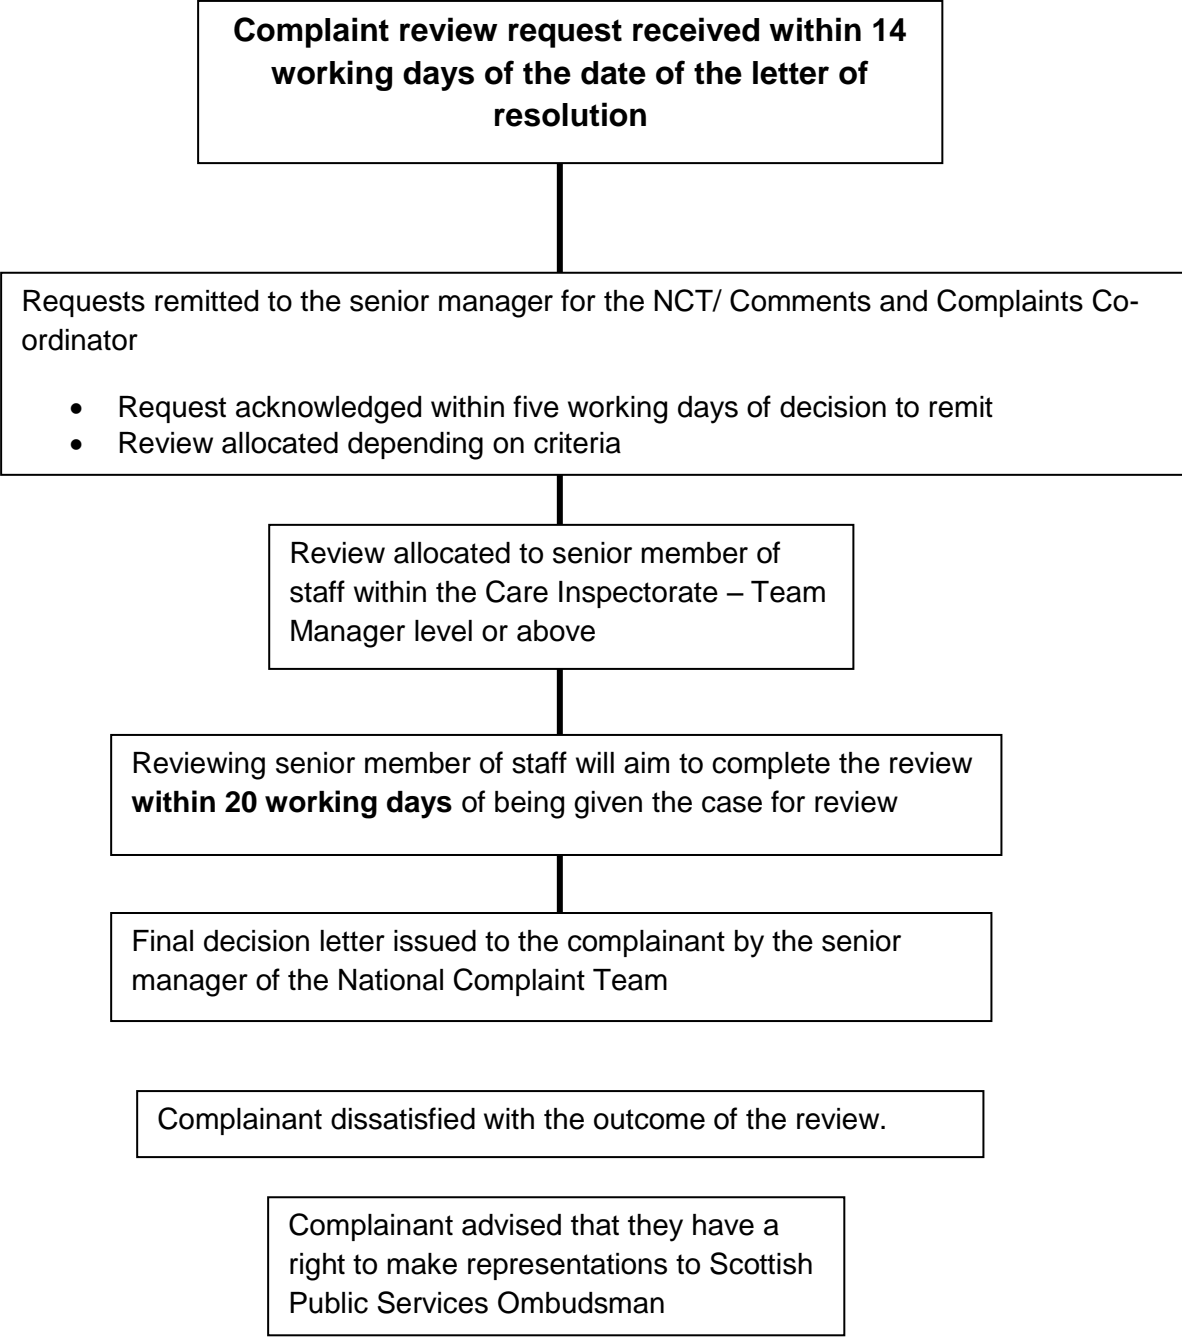 Complaint review request received within 14
working days of the date of the letter of
resolution
Requests remitted to the senior manager for the NCT/ Comments and Complaints Co-
ordinator
• Request acknowledged within five working days of decision to remit
• Review allocated depending on criteria
Review allocated to senior member of
staff within the Care Inspectorate – Team
Manager level or above
Reviewing senior member of staff will aim to complete the review
within 20 working days of being given the case for review
Final decision letter issued to the complainant by the senior
manager of the National Complaint Team
Complainant dissatisfied with the outcome of the review.
Complainant advised that they have a
right to make representations to Scottish
Public Services Ombudsman